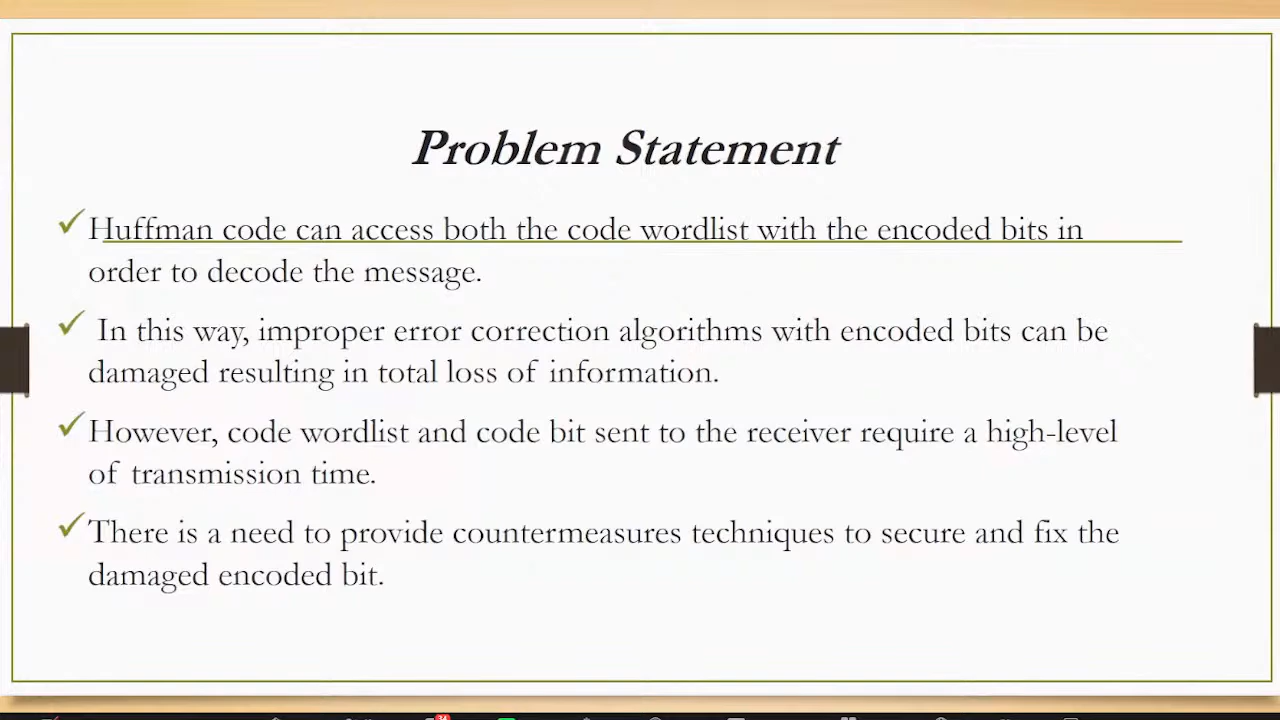 Problem Statement
Huffman code can access both the code wordlist with the encoded bits in
order to decode the message.
In this way, improper error correction algorithms with encoded bits can be
damaged resulting in total loss of information.
However, code wordlist and code bit sent to the receiver require a high-level
of transmission time.
There is a need to provide countermeasures techniques to secure and fix the
damaged encoded bit.